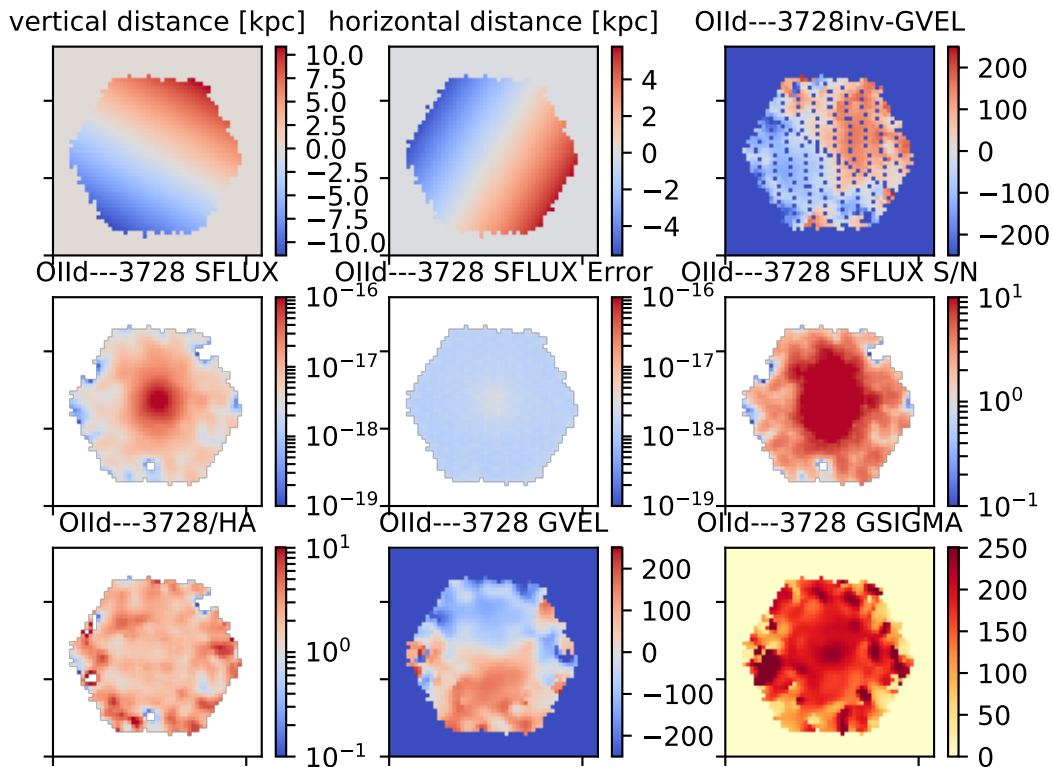 vertical distance [kpc] horizontal distance [kpc] OIId---3728inv-GVEL
10.0 7.5 5.0 2.5 0.0 −2.5 −5.0 −7.5 −10.0
4 2 0 −2 −4
200 100 0 −100 −200
OIId---3728 SFLUX OIId---3728 SFLUX Error OIId---3728 SFLUX S/N
10⁻¹⁶ 10⁻¹⁷ 10⁻¹⁸ 10⁻¹⁹
10⁻¹⁶ 10⁻¹⁷ 10⁻¹⁸ 10⁻¹⁹
10¹ 10⁰ 10⁻¹
OIId---3728/HA OIId---3728 GVEL OIId---3728 GSIGMA
10¹ 10⁰ 10⁻¹
200 100 0 −100 −200
250 200 150 100 50 0